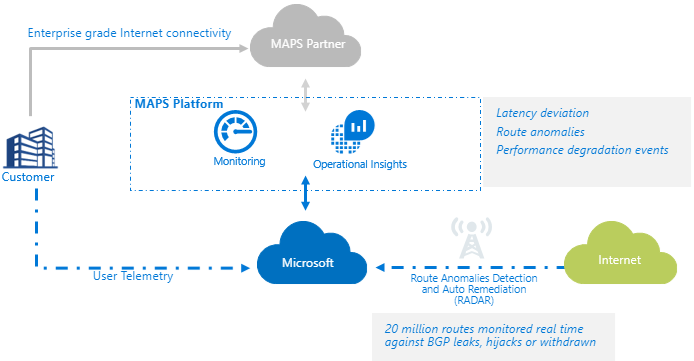 Enterprise grade Internet connectivity
MAPS Partner
MAPS Platform
Monitoring
Operational Insights
Latency deviation
Route anomalies
Performance degradation events
Customer
User Telemetry
Microsoft
Route Anomalies Detection
and Auto Remediation
(RADAR)
Internet
20 million routes monitored real time
against BGP leaks, hijacks or withdrawn